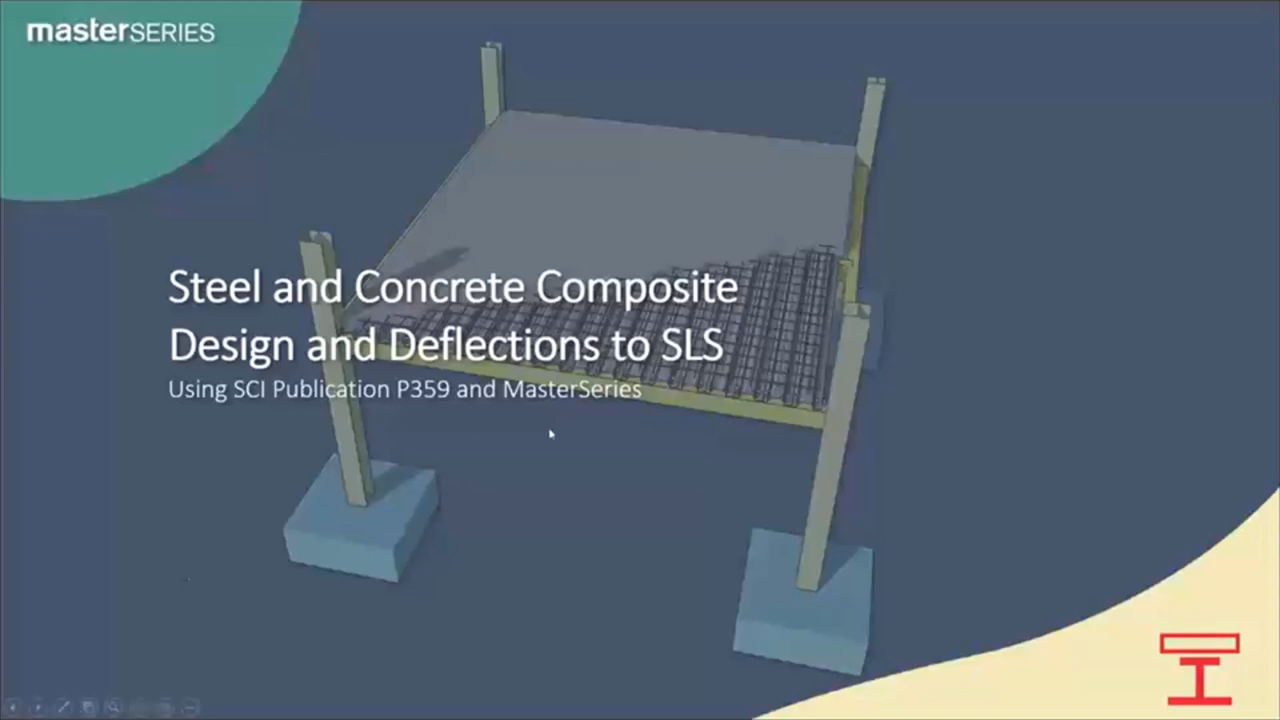 masterSERIES
Steel and Concrete Composite
Design and Deflections to SLS
Using SCI Publication P359 and MasterSeries